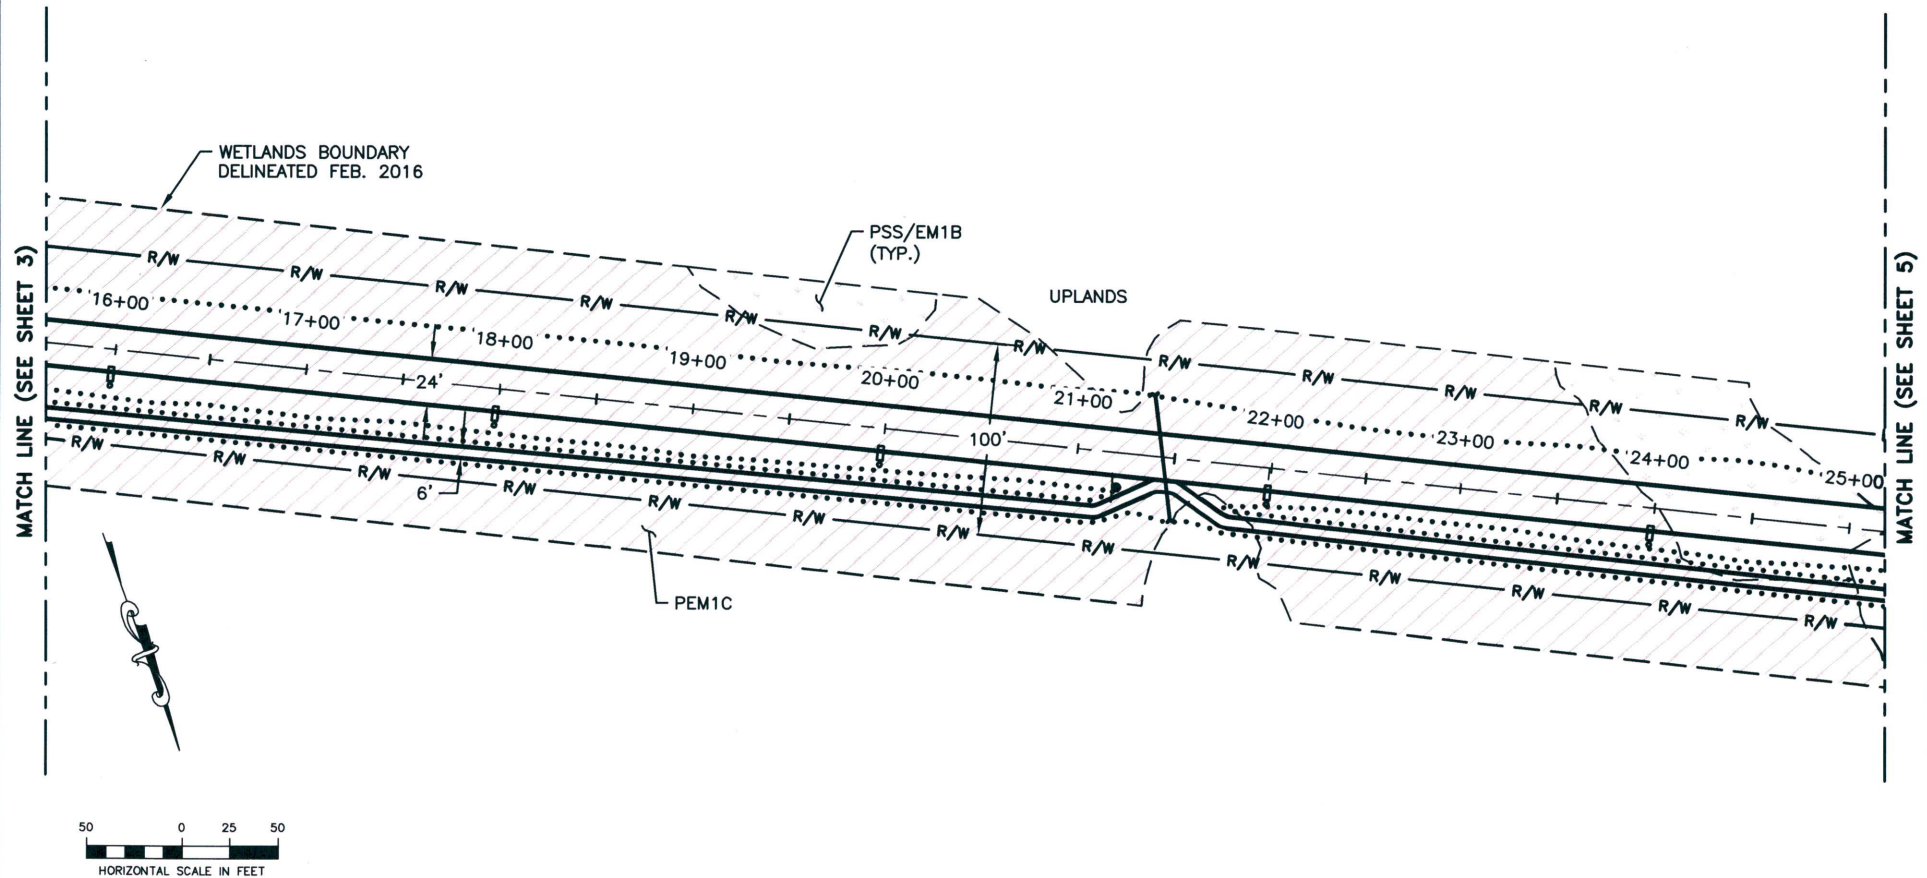 WETLANDS BOUNDARY
DELINEATED FEB. 2016
PSS/EM1B
(TYP.)
UPLANDS
MATCH LINE (SEE SHEET 3)
MATCH LINE (SEE SHEET 5)
R/W R/W R/W R/W R/W R/W R/W R/W R/W R/W R/W R/W
16+00 17+00 18+00 19+00 20+00 21+00 22+00 23+00 24+00 25+00
24'
100'
6'
R/W R/W R/W R/W R/W R/W R/W R/W R/W R/W R/W R/W R/W
PEM1C
50 0 25 50
HORIZONTAL SCALE IN FEET